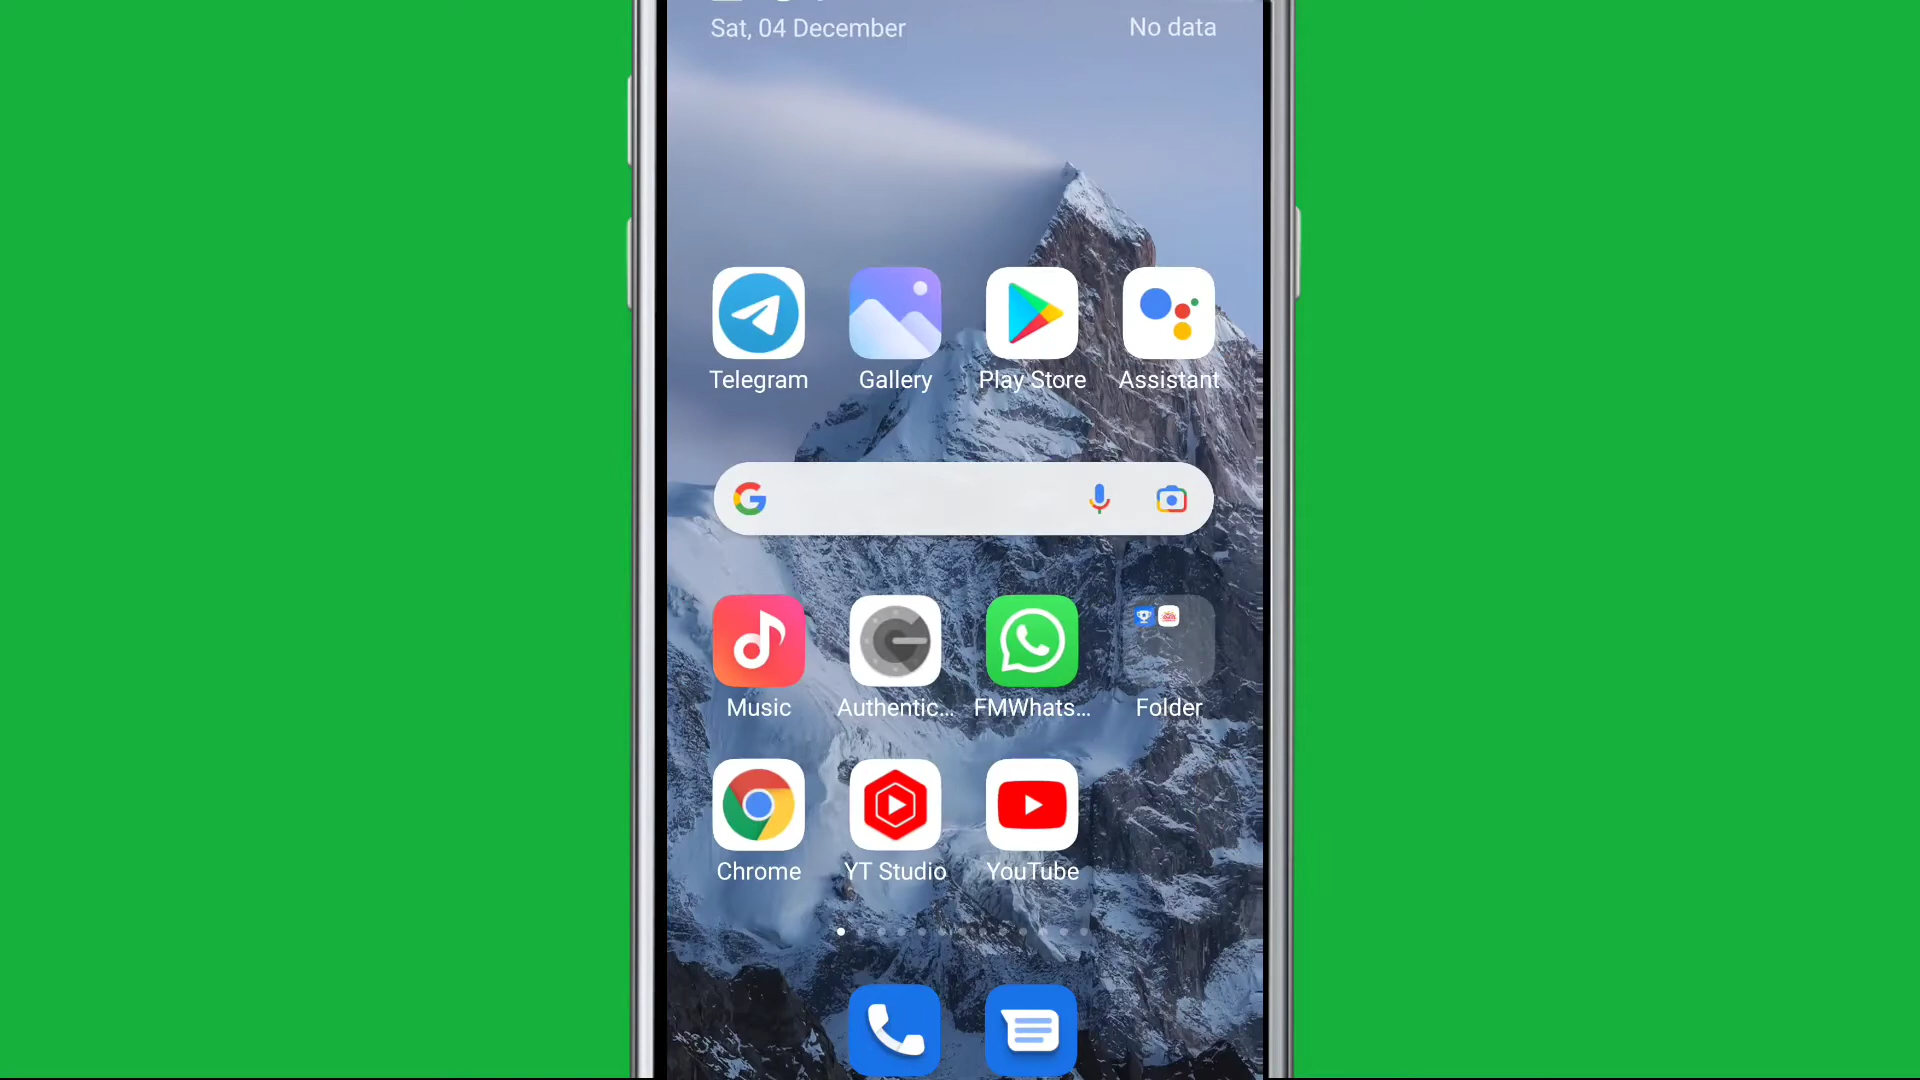 Sat, 04 December
No data
Telegram
Gallery
Play Store
Assistant
Music
Authentic...
FMWhats...
Folder
Chrome
YT Studio
YouTube